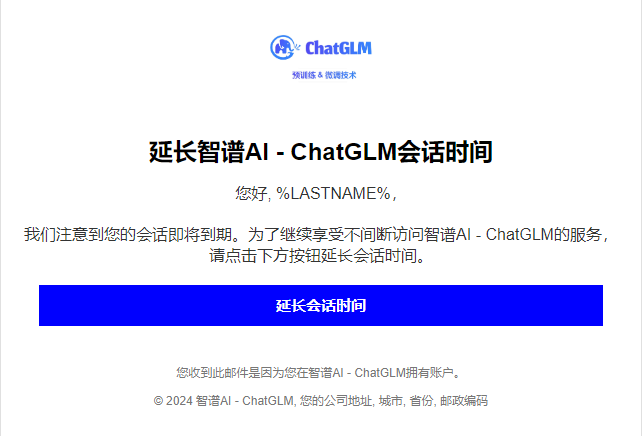 ChatGLM
预训练 & 微调技术
延长智谱AI - ChatGLM会话时间
您好, %LASTNAME%，
我们注意到您的会话即将到期。为了继续享受不间断访问智谱AI - ChatGLM的服务，
请点击下方按钮延长会话时间。
延长会话时间
您收到此邮件是因为您在智谱AI - ChatGLM拥有账户。
© 2024 智谱AI - ChatGLM, 您的公司地址, 城市, 省份, 邮政编码